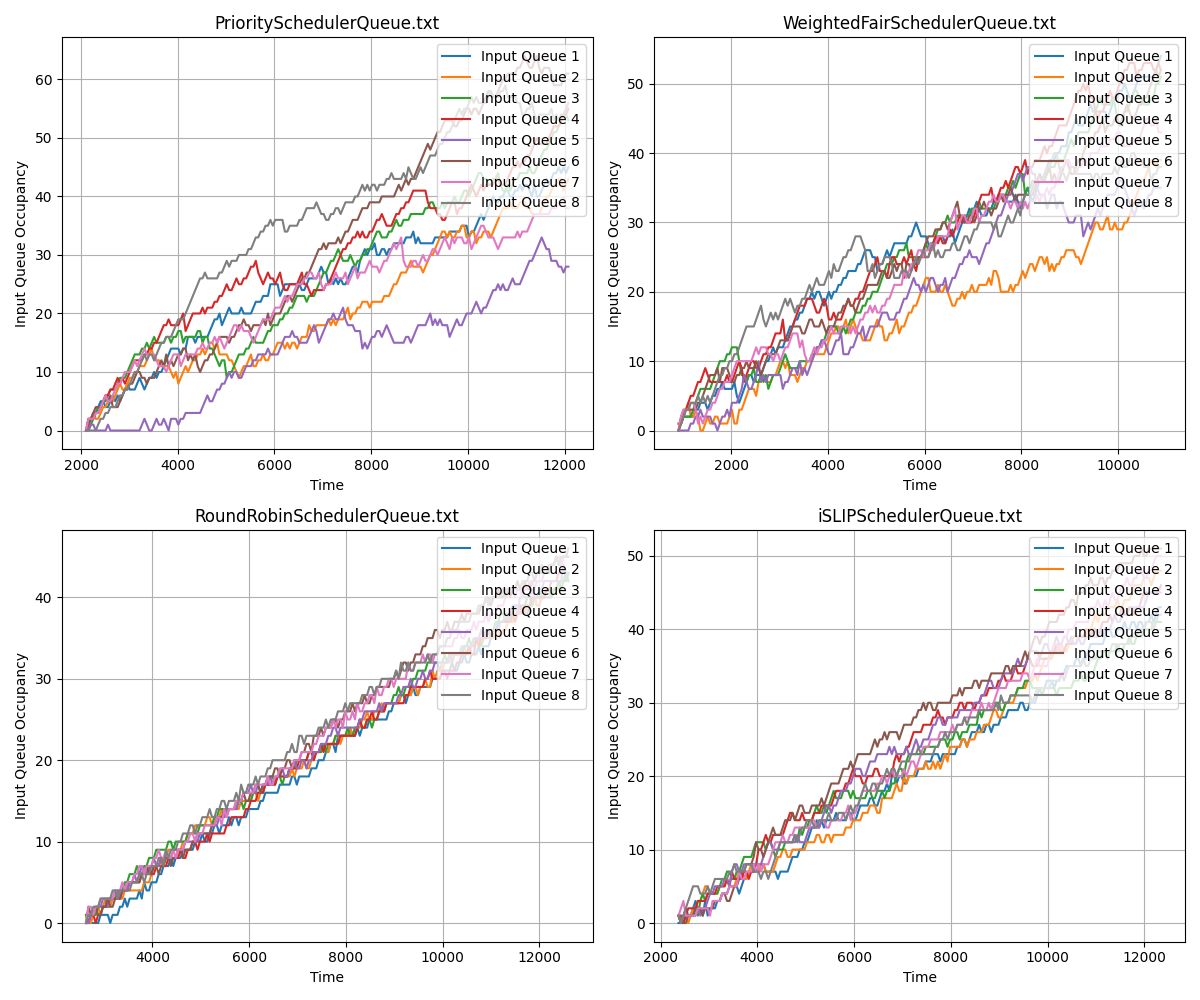 PrioritySchedulerQueue.txt
Input Queue Occupancy
60
50
40
30
20
10
0
Input Queue 1
Input Queue 2
Input Queue 3
Input Queue 4
Input Queue 5
Input Queue 6
Input Queue 7
Input Queue 8
2000 4000 6000 8000 10000 12000
Time
WeightedFairSchedulerQueue.txt
Input Queue Occupancy
50
40
30
20
10
0
Input Queue 1
Input Queue 2
Input Queue 3
Input Queue 4
Input Queue 5
Input Queue 6
Input Queue 7
Input Queue 8
2000 4000 6000 8000 10000
Time
RoundRobinSchedulerQueue.txt
Input Queue Occupancy
40
30
20
10
0
Input Queue 1
Input Queue 2
Input Queue 3
Input Queue 4
Input Queue 5
Input Queue 6
Input Queue 7
Input Queue 8
4000 6000 8000 10000 12000
Time
iSLIPSchedulerQueue.txt
Input Queue Occupancy
50
40
30
20
10
0
Input Queue 1
Input Queue 2
Input Queue 3
Input Queue 4
Input Queue 5
Input Queue 6
Input Queue 7
Input Queue 8
2000 4000 6000 8000 10000 12000
Time